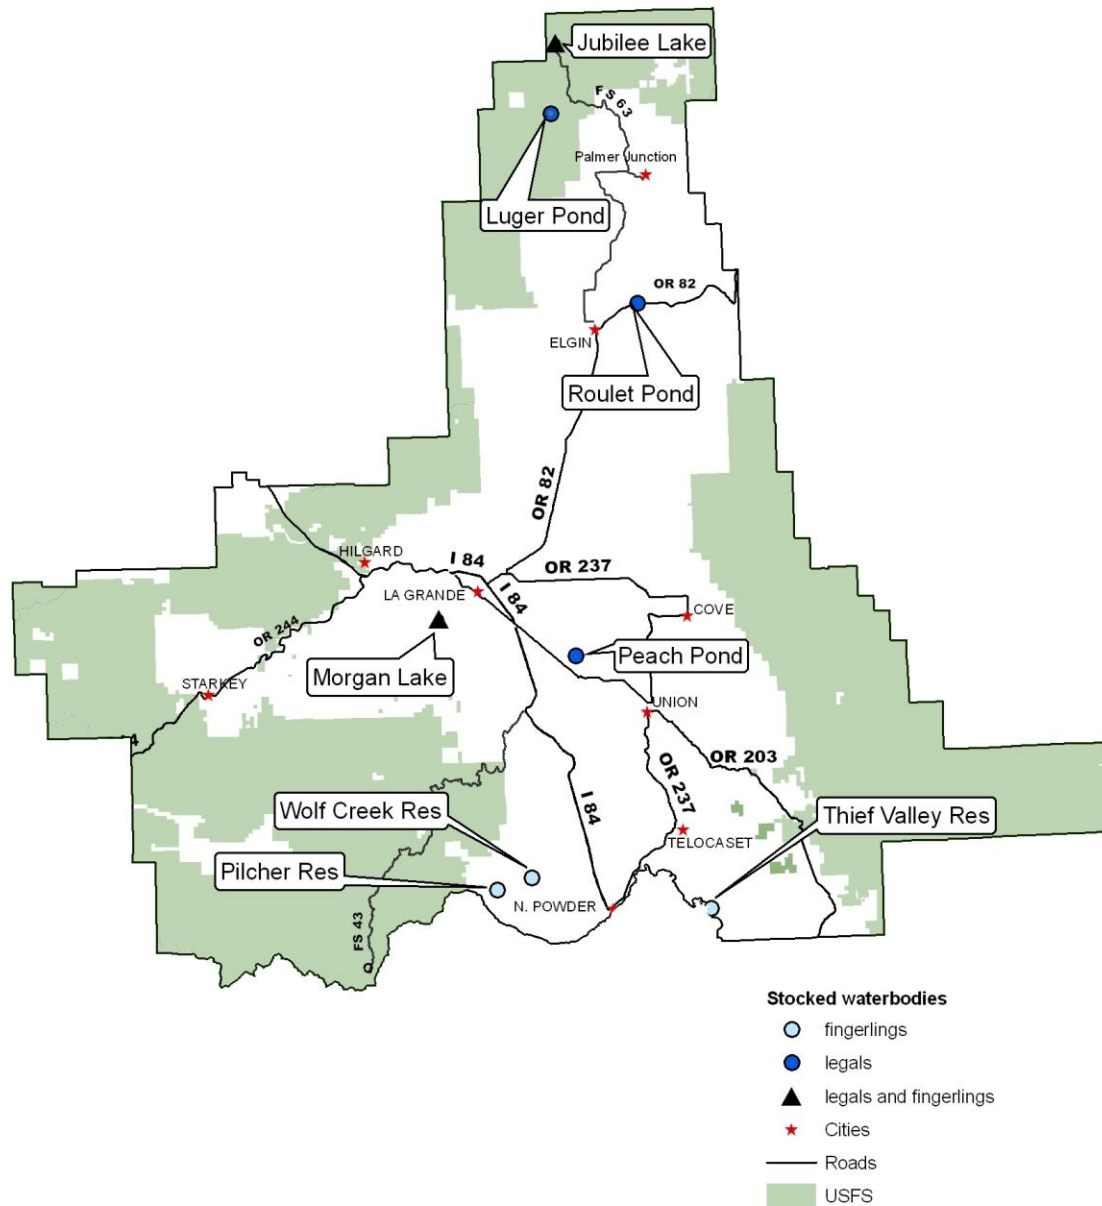 Jubilee Lake
FS 63
Palmer Junction
Luger Pond
OR 82
ELGIN
Roulet Pond
OR 82
HILGARD
I 84
OR 237
LA GRANDE
I 84
COVE
OR 244
Morgan Lake
Peach Pond
STARKEY
UNION
4
OR 203
OR 237
Wolf Creek Res
I 84
Thief Valley Res
TELOCASET
Pilcher Res
N. POWDER
FS 43
Stocked waterbodies
fingerlings
legals
legals and fingerlings
Cities
Roads
USFS